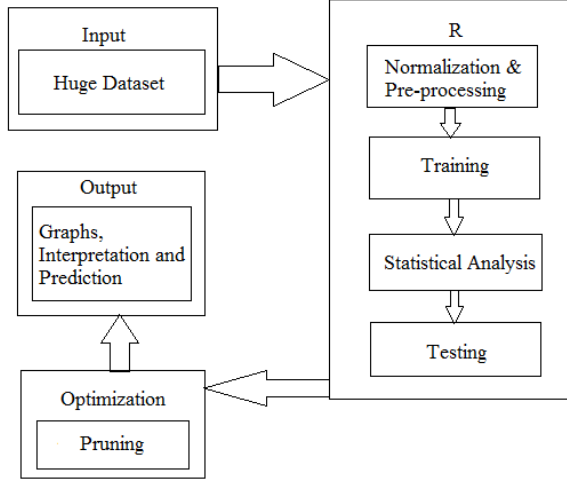 Input
Huge Dataset
R
Normalization &
Pre-processing
Training
Statistical Analysis
Testing
Optimization
Pruning
Output
Graphs,
Interpretation and
Prediction